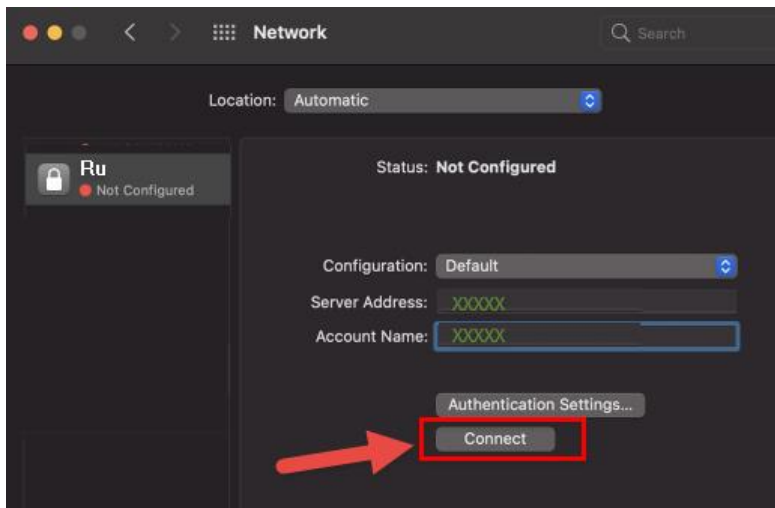 Network
Search
Location: Automatic
Ru
Not Configured
Status: Not Configured
Configuration: Default
Server Address: XXXXX
Account Name: XXXXX
Authentication Settings...
Connect